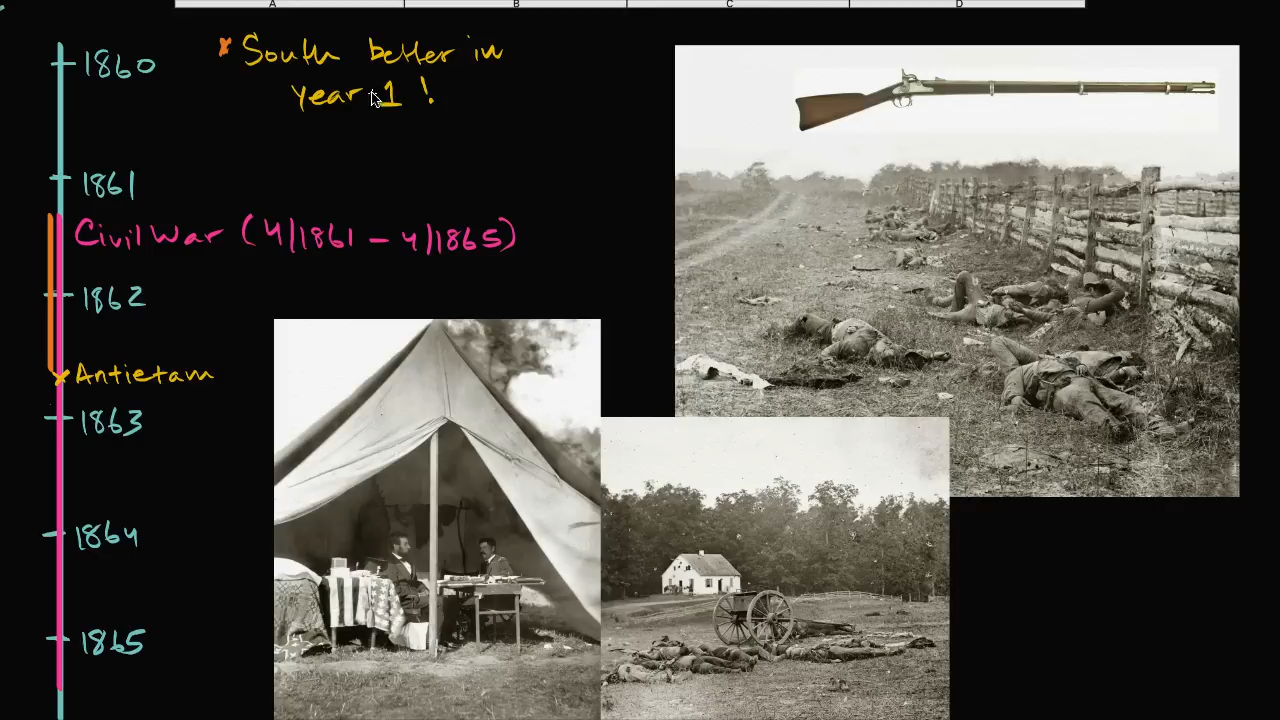 A B C D
1860
* South better in
Year 1 !
1861
Civil War (4/1861 – 4/1865)
1862
x Antietam
1863
1864
1865